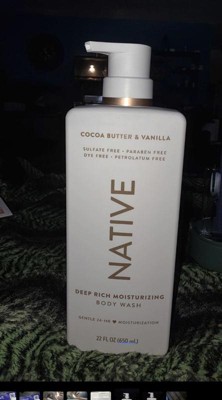 COCOA BUTTER & VANILLA
SULFATE FREE • PARABEN FREE
DYE FREE • PETROLATUM FREE
NATIVE
DEEP RICH MOISTURIZING
BODY WASH
22 FL OZ (650 mL)